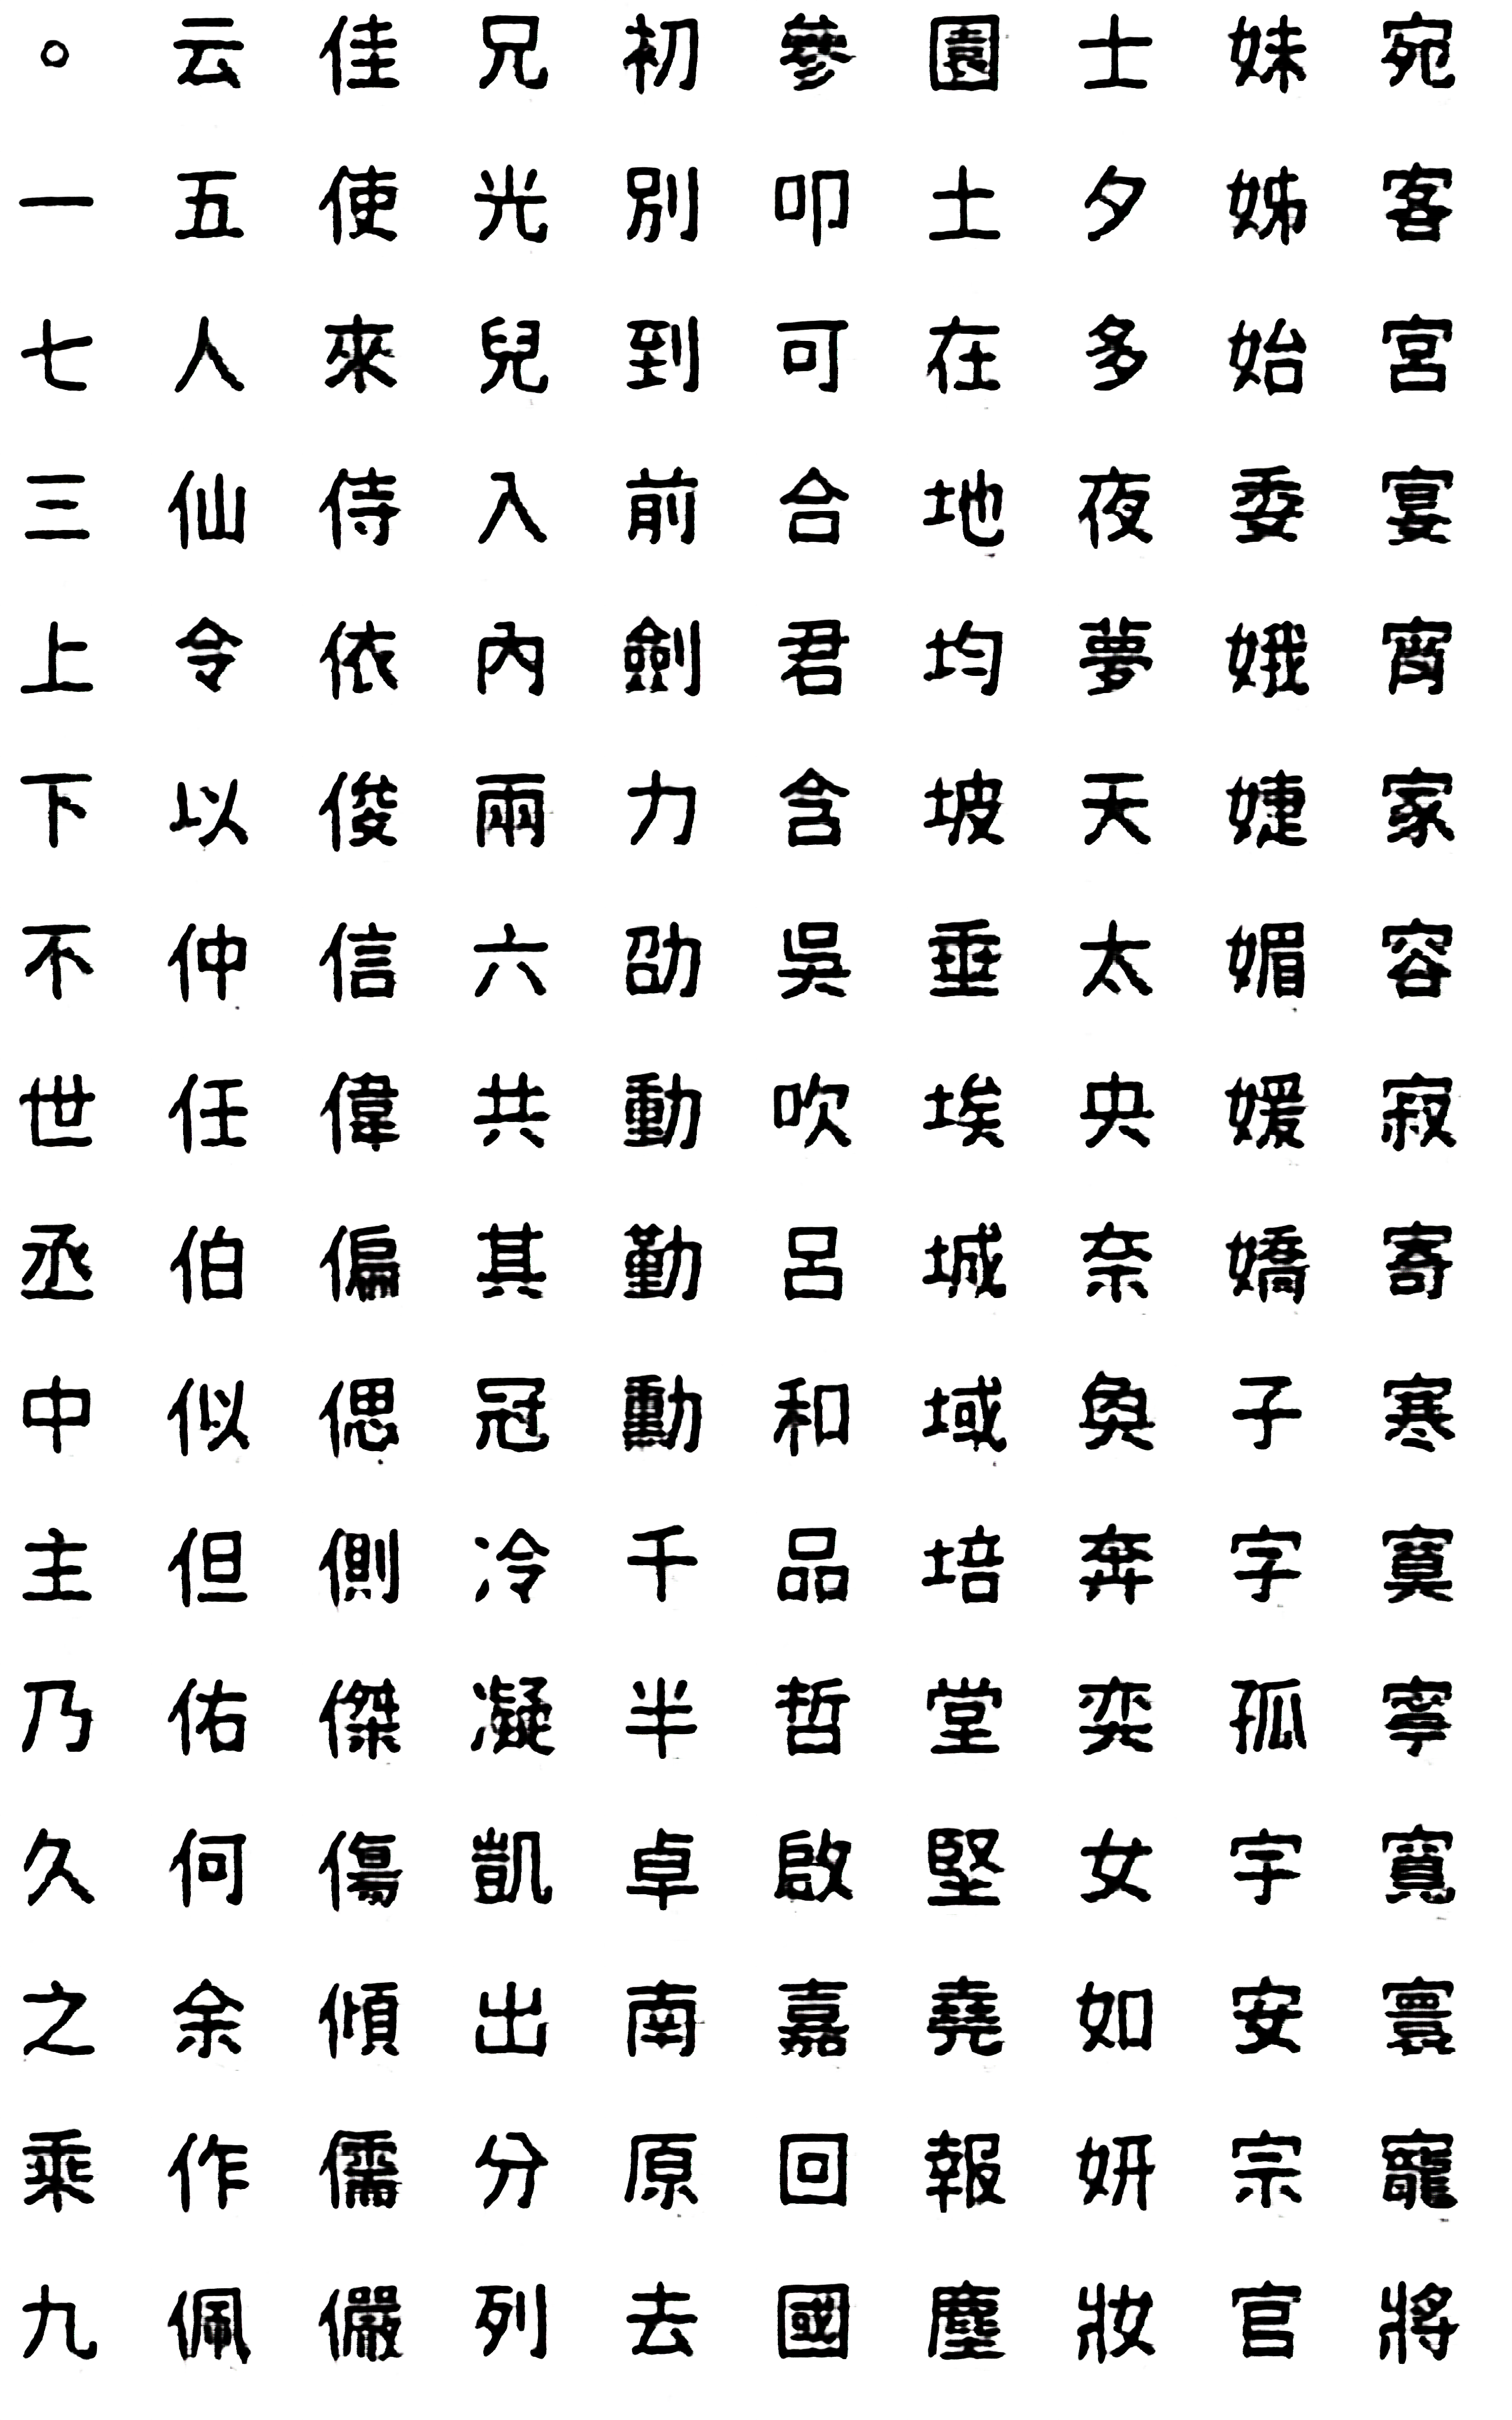 。一七三上下不世丞中主乃久之乘九
云五人仙令以仲任伯似但佑何余作佩
佳使來侍依俊信偉偏偲側傑傷傾儒儼
兄光兒入內兩六共其冠冷凝凱出分列
初別到前劍力劭動勤勳千半卓南原去
參叩可合君含吳吹呂和品哲啟嘉回國
園土在地均坡垂埃城域培堂堅堯報塵
士夕多夜夢天太央奈奐奔奕女如妍妝
妹姊始委娥婕媚媛嬌子字孤宇安宗官
宛客宮宴宵家容寂寄寒寞寧寬寰寵將